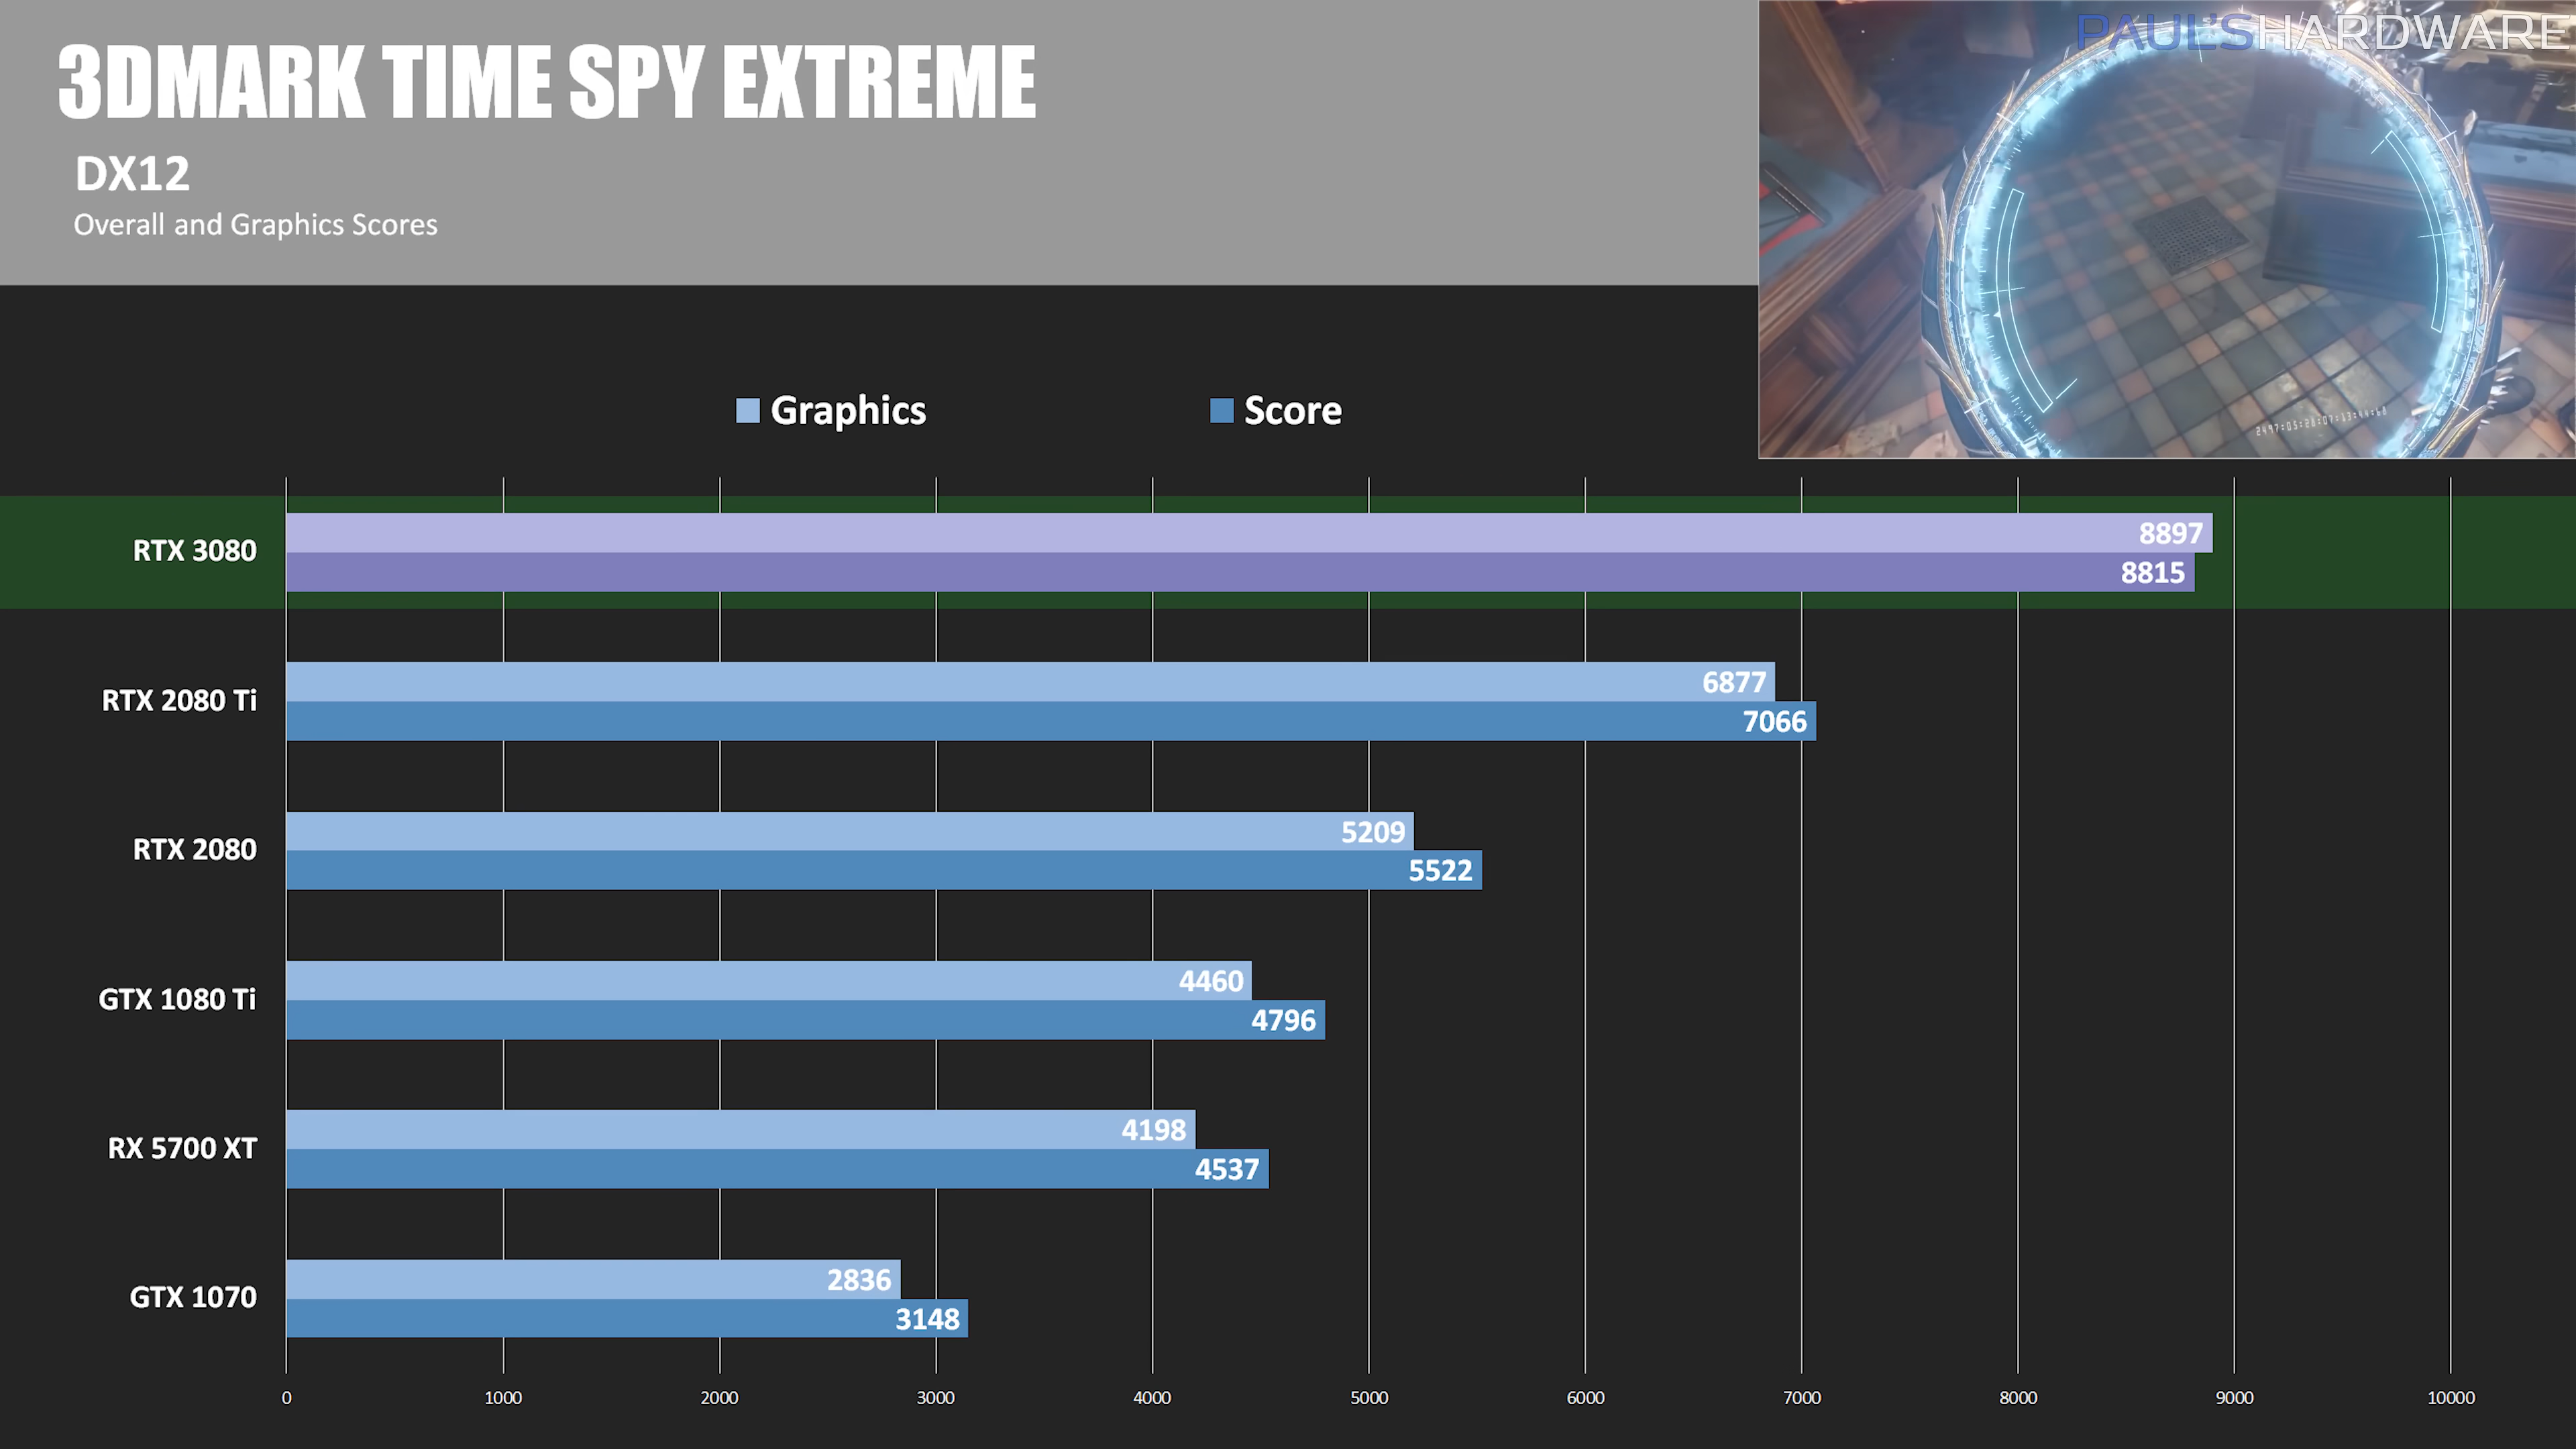 3DMARK TIME SPY EXTREME
DX12
Overall and Graphics Scores
PAUL'SHARDWARE
Graphics
Score
RTX 3080
8897
8815
RTX 2080 Ti
6877
7066
RTX 2080
5209
5522
GTX 1080 Ti
4460
4796
RX 5700 XT
4198
4537
GTX 1070
2836
3148
0 1000 2000 3000 4000 5000 6000 7000 8000 9000 10000